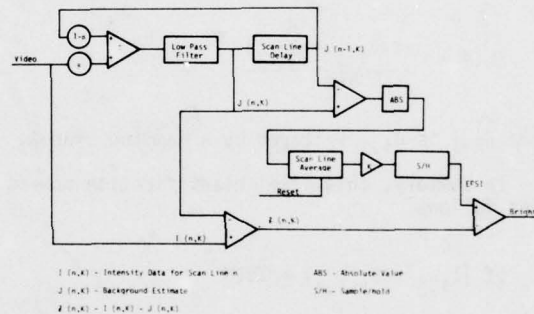 1-α
J (n-1,K)
Low Pass
Filter
Scan Line
Delay
Video
α
J (n,K)
ABS
Scan Line
Average
K
S/H
Reset
EPSI
Bright
I (n,K)
I (n,K) - Intensity Data for Scan Line n
ABS - Absolute Value
J (n,K) - Background Estimate
S/H - Sample/hold
- I (n,K) - J (n,K)